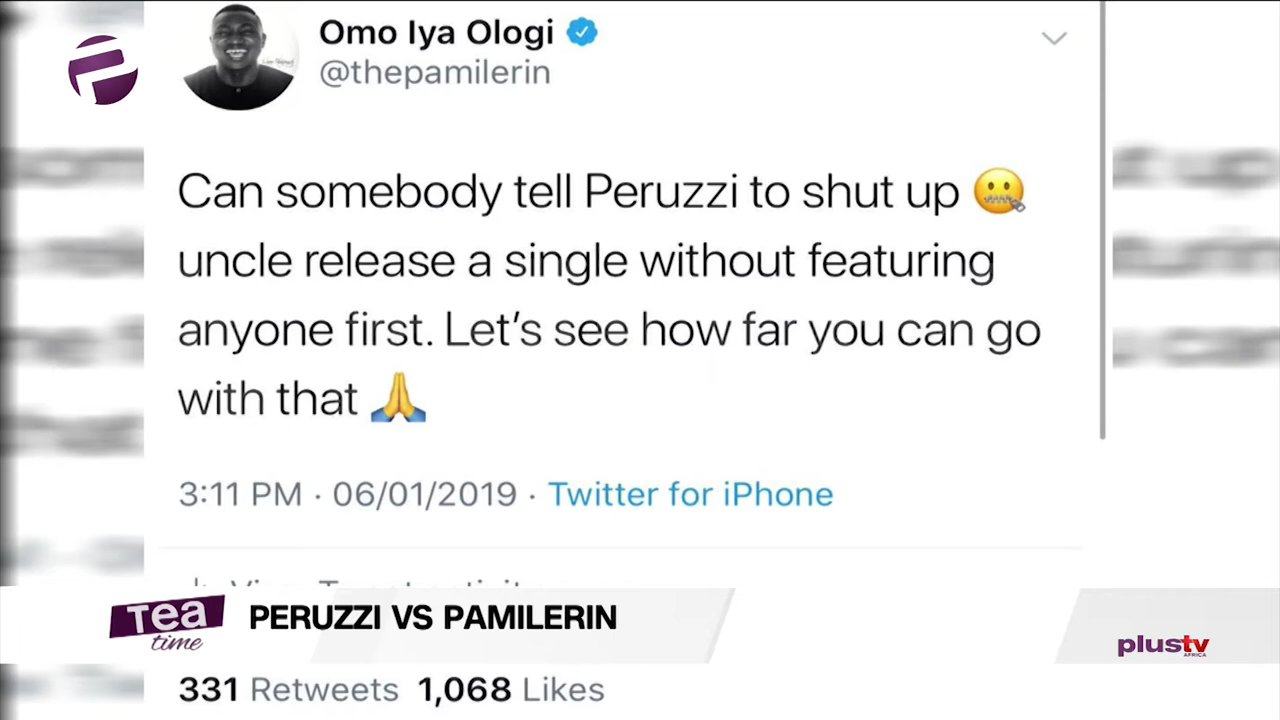 Omo Iya Ologi
@thepamilerin
Can somebody tell Peruzzi to shut up 🤐
uncle release a single without featuring
anyone first. Let’s see how far you can go
with that 🙏
3:11 PM · 06/01/2019 · Twitter for iPhone
Tea
time
PERUZZI VS PAMILERIN
plustv
AFRICA
331 Retweets 1,068 Likes